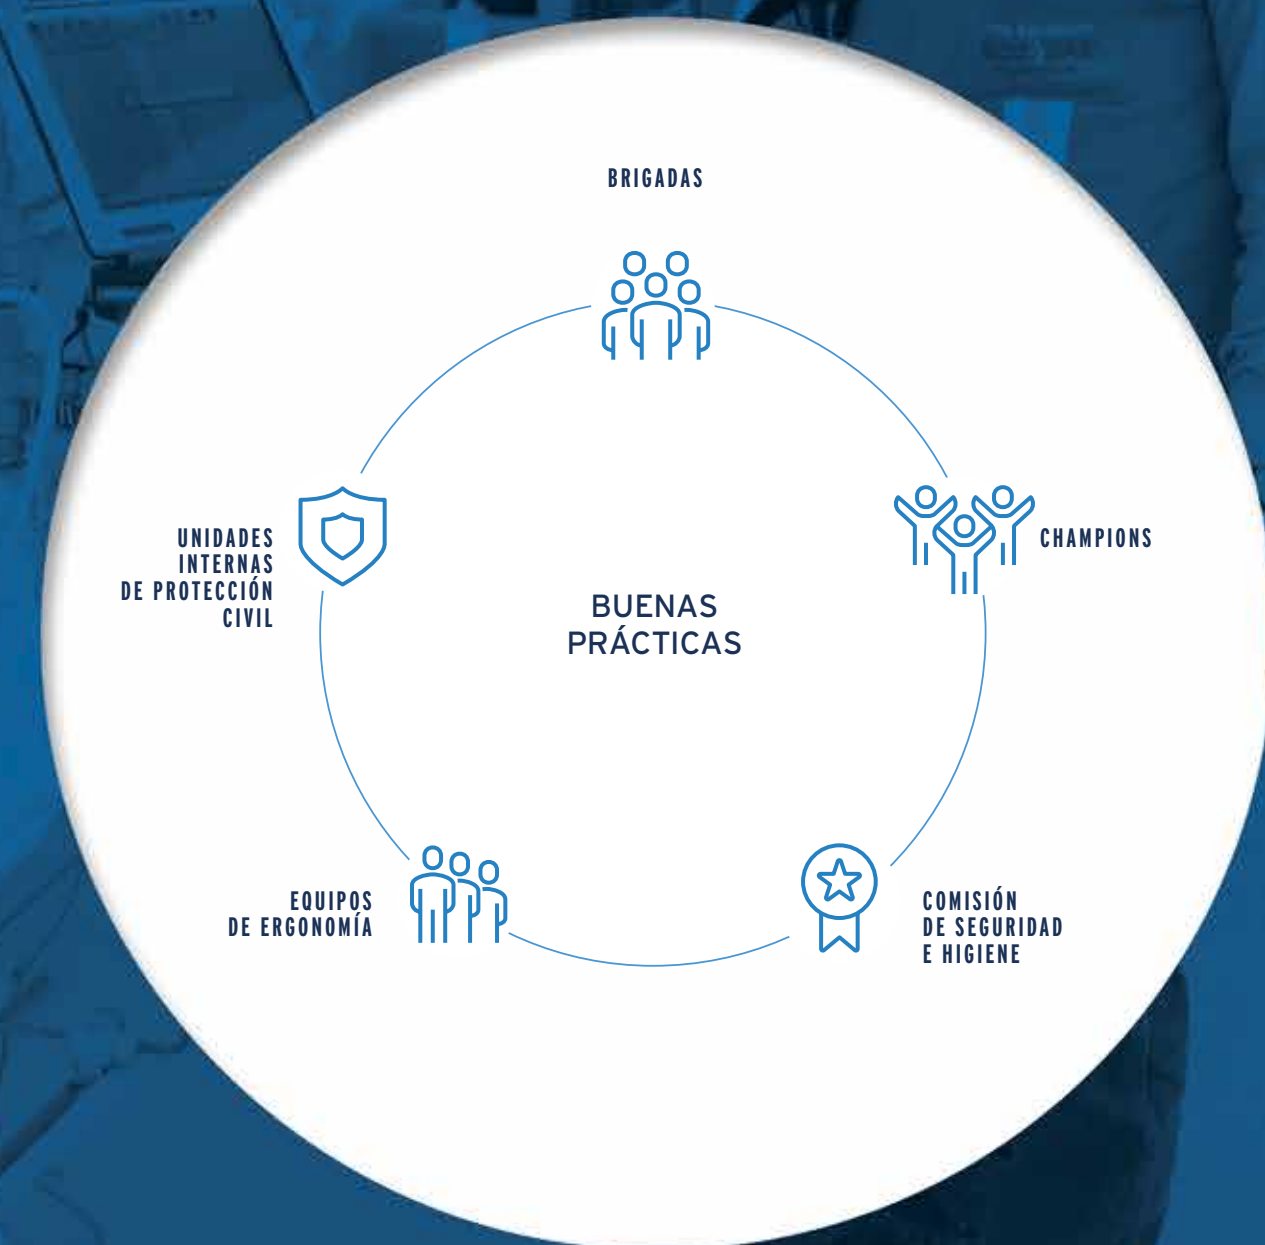 BRIGADAS
CHAMPIONS
UNIDADES
INTERNAS
DE PROTECCIÓN
CIVIL
BUENAS
PRÁCTICAS
EQUIPOS
DE ERGONOMÍA
COMISIÓN
DE SEGURIDAD
E HIGIENE